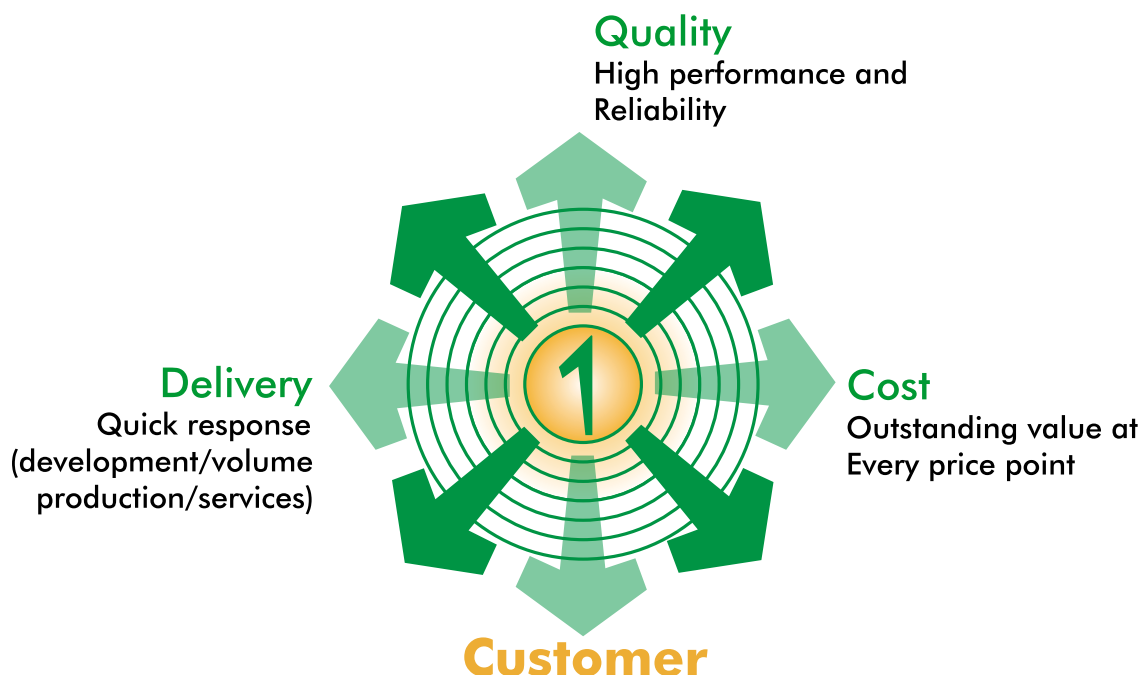 Quality
High performance and
Reliability
1
Delivery
Quick response
(development/volume
production/services)
Cost
Outstanding value at
Every price point
Customer